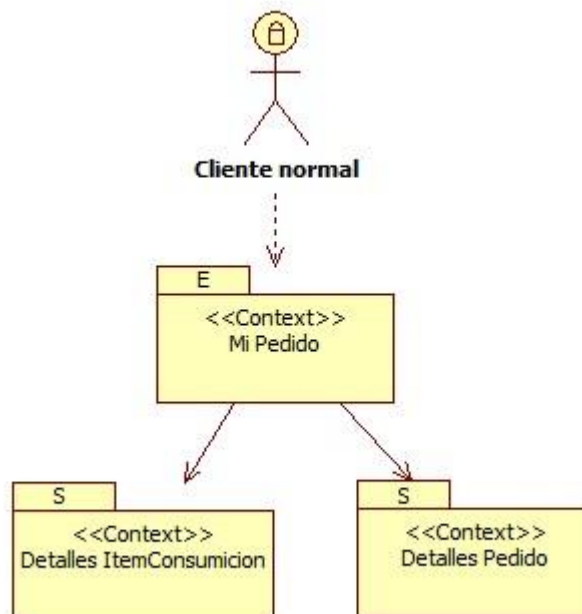 Cliente normal
E
<<Context>>
Mi Pedido
S
<<Context>>
Detalles ItemConsumicion
S
<<Context>>
Detalles Pedido